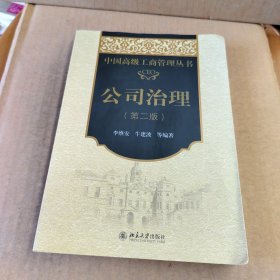 中国高级工商管理丛书
CEO
公司治理
(第二版)
李维安 牛建波 等编著
北京大学出版社